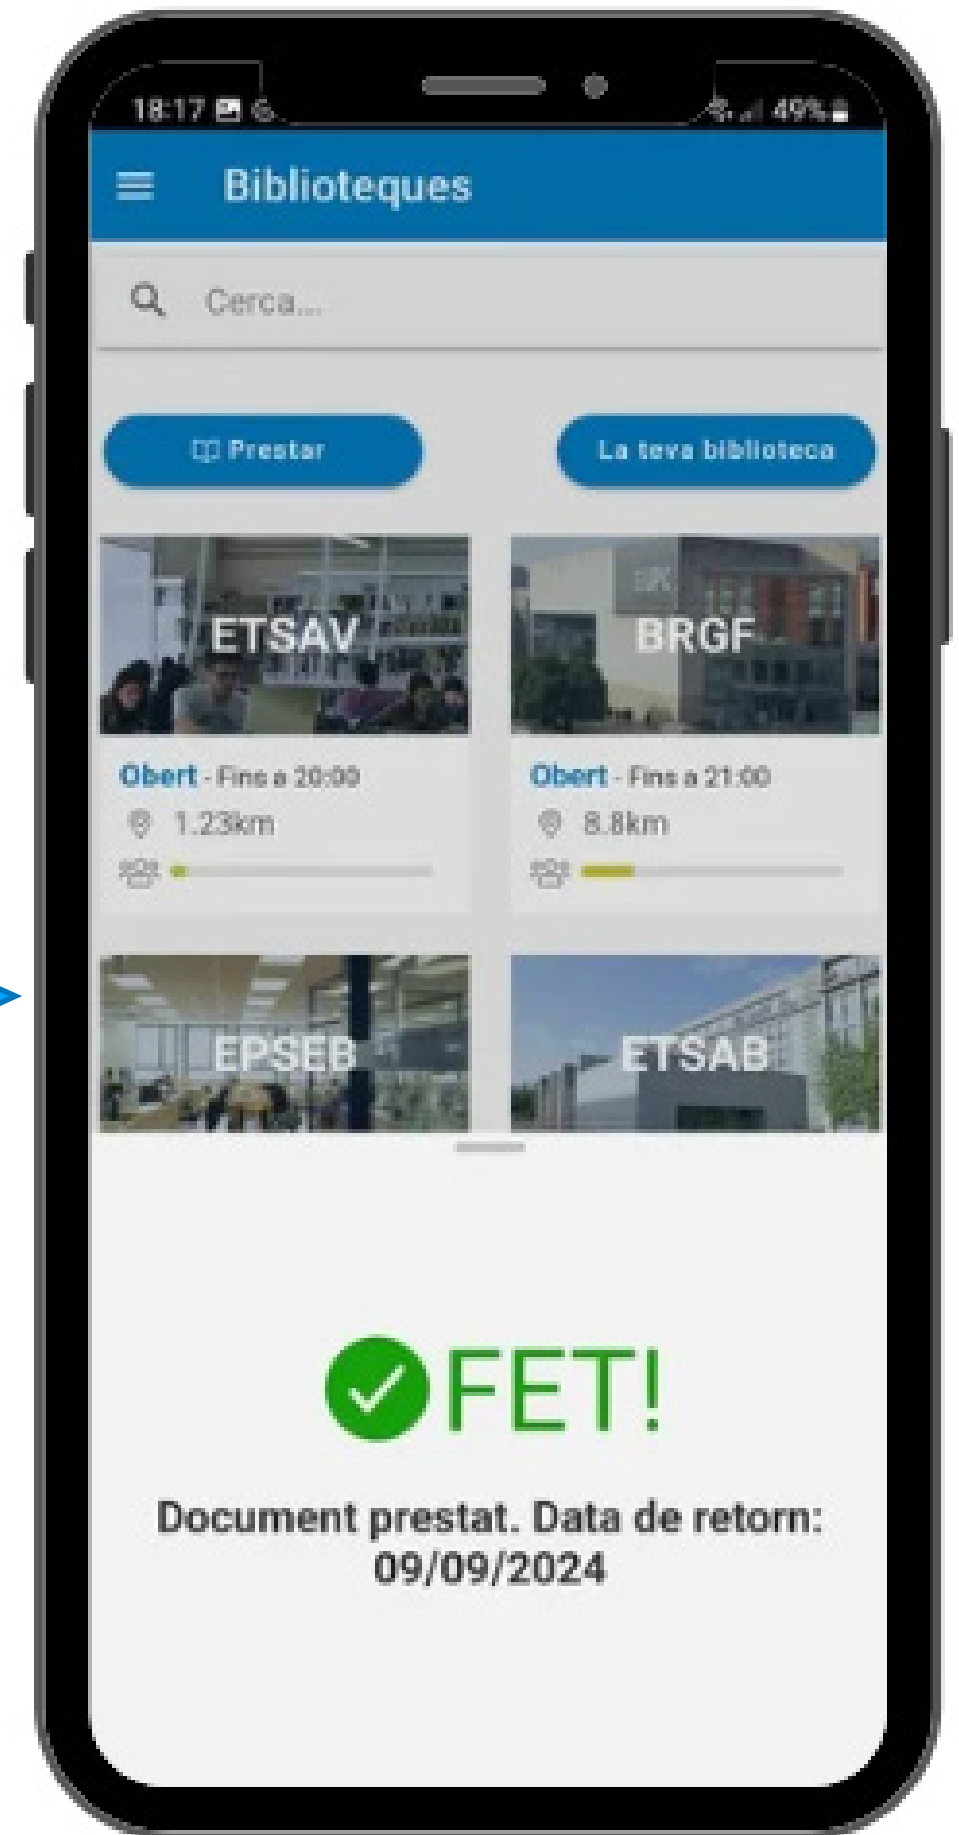 18:17
49%
Biblioteques
Cerca...
Prestar
La teva biblioteca
ETSAV
BRGF
Obert - Fins a 20:00
Obert - Fins a 21:00
1.23km
8.8km
EPSEB
ETSAB
FET!
Document prestat. Data de retorn:
09/09/2024